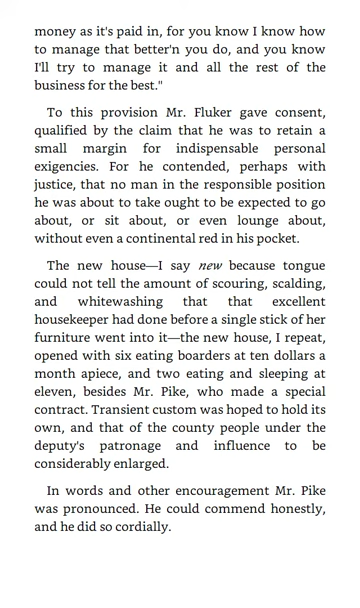 money as it's paid in, for you know I know how
to manage that better'n you do, and you know
I'll try to manage it and all the rest of the
business for the best."
To this provision Mr. Fluker gave consent,
qualified by the claim that he was to retain a
small margin for indispensable personal
exigencies. For he contended, perhaps with
justice, that no man in the responsible position
he was about to take ought to be expected to go
about, or sit about, or even lounge about,
without even a continental red in his pocket.
The new house—I say new because tongue
could not tell the amount of scouring, scalding,
and whitewashing that that excellent
housekeeper had done before a single stick of her
furniture went into it—the new house, I repeat,
opened with six eating boarders at ten dollars a
month apiece, and two eating and sleeping at
eleven, besides Mr. Pike, who made a special
contract. Transient custom was hoped to hold its
own, and that of the county people under the
deputy's patronage and influence to be
considerably enlarged.
In words and other encouragement Mr. Pike
was pronounced. He could commend honestly,
and he did so cordially.